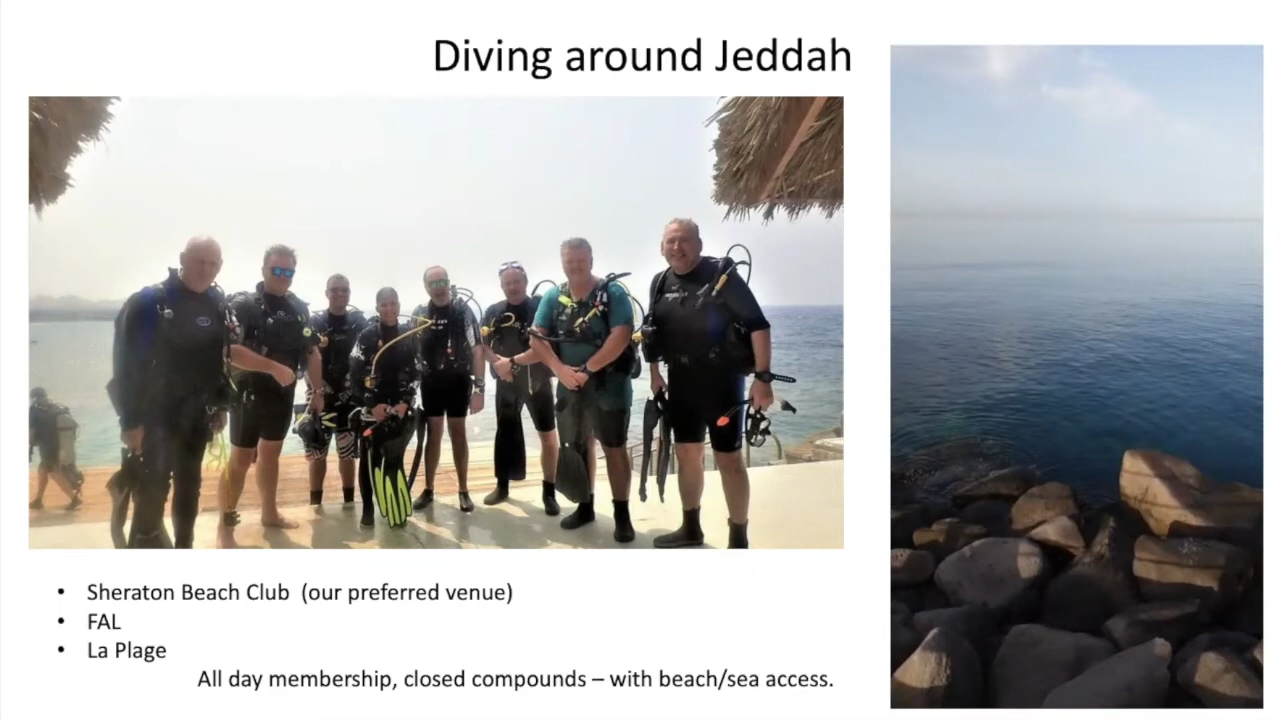 Diving around Jeddah
• Sheraton Beach Club  (our preferred venue)
• FAL
• La Plage
All day membership, closed compounds – with beach/sea access.